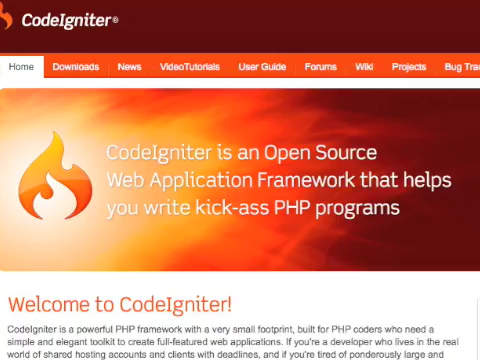 CodeIgniter®
Home Downloads News VideoTutorials User Guide Forums Wiki Projects Bug Tra
CodeIgniter is an Open Source
Web Application Framework that helps
you write kick-ass PHP programs
Welcome to CodeIgniter!
CodeIgniter is a powerful PHP framework with a very small footprint, built for PHP coders who need a
simple and elegant toolkit to create full-featured web applications. If you're a developer who lives in the real
world of shared hosting accounts and clients with deadlines, and if you're tired of ponderously large and